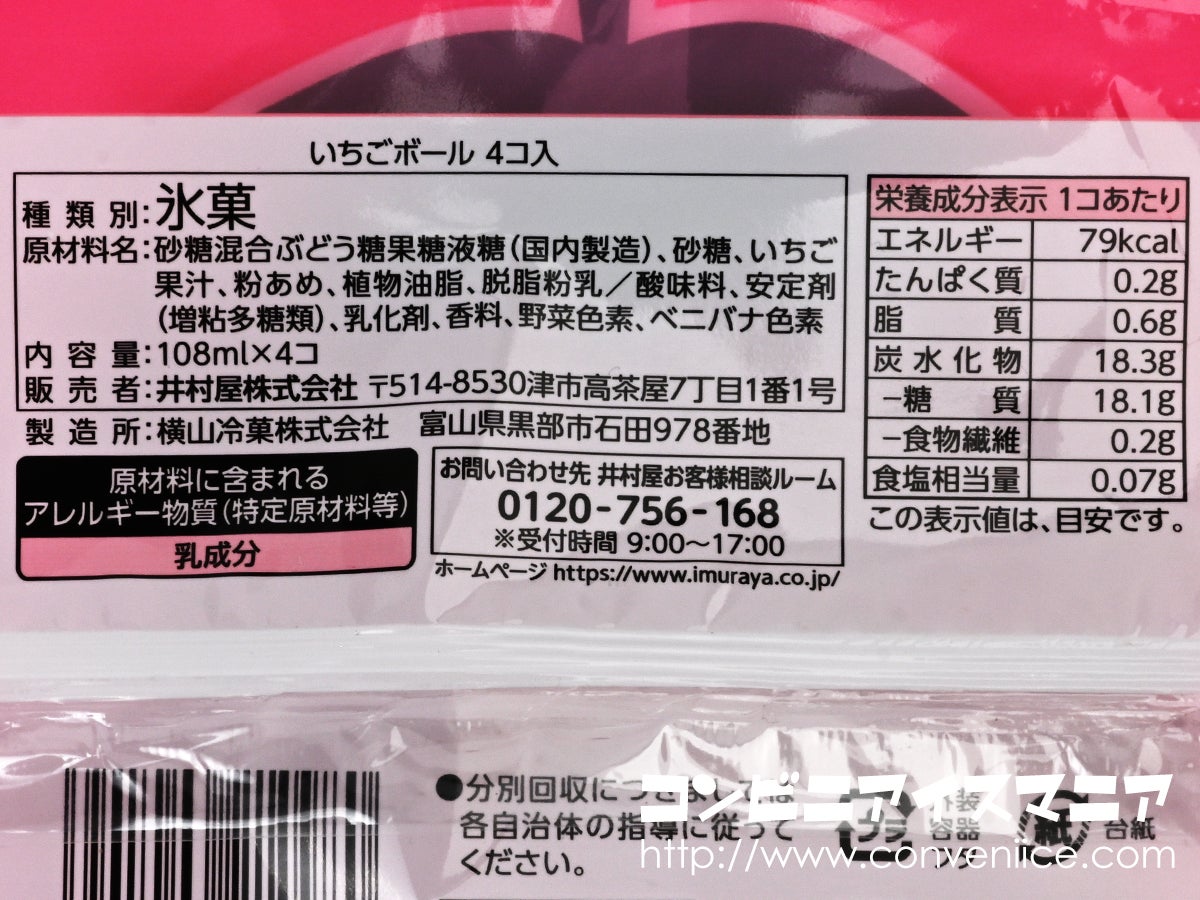 いちごボール 4コ入
種類別:氷菓
原材料名:砂糖混合ぶどう糖果糖液糖(国内製造)、砂糖、いちご
果汁、粉あめ、植物油脂、脱脂粉乳／酸味料、安定剤
(増粘多糖類)、乳化剤、香料、野菜色素、ベニバナ色素
内容量:108ml×4コ
販売者:井村屋株式会社 〒514-8530津市高茶屋7丁目1番1号
製造所:横山冷菓株式会社 富山県黒部市石田978番地
原材料に含まれる
アレルギー物質(特定原材料等)
乳成分
お問い合わせ先 井村屋お客様相談ルーム
0120-756-168
※受付時間 9:00〜17:00
ホームページ https://www.imuraya.co.jp/
栄養成分表示 1コあたり
エネルギー 79kcal
たんぱく質 0.2g
脂質 0.6g
炭水化物 18.3g
−糖質 18.1g
−食物繊維 0.2g
食塩相当量 0.07g
この表示値は、目安です。
●分別回収につきましては
各自治体の指導に従って
ください。
プラ
外装
容器
紙
台紙
コンビニアイスマニア
http://www.conveniice.com